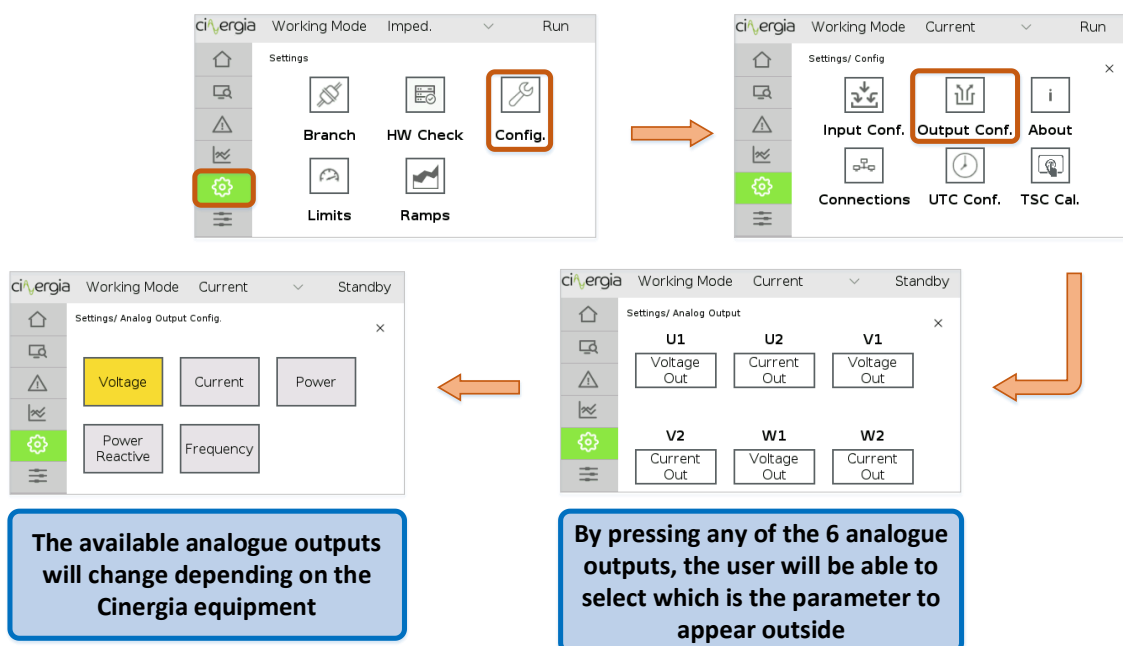 cinergia Working Mode Imped. Run
Settings
Branch HW Check Config.
Limits Ramps
cinergia Working Mode Current Run
Settings/ Config
×
Input Conf. Output Conf. About
Connections UTC Conf. TSC Cal.
cinergia Working Mode Current Standby
Settings/ Analog Output Config.
×
Voltage Current Power
Power
Reactive
Frequency
cinergia Working Mode Current Standby
Settings/ Analog Output
×
U1 U2 V1
Voltage Current Voltage
Out Out Out
V2 W1 W2
Current Voltage Current
Out Out Out
The available analogue outputs
will change depending on the
Cinergia equipment
By pressing any of the 6 analogue
outputs, the user will be able to
select which is the parameter to
appear outside